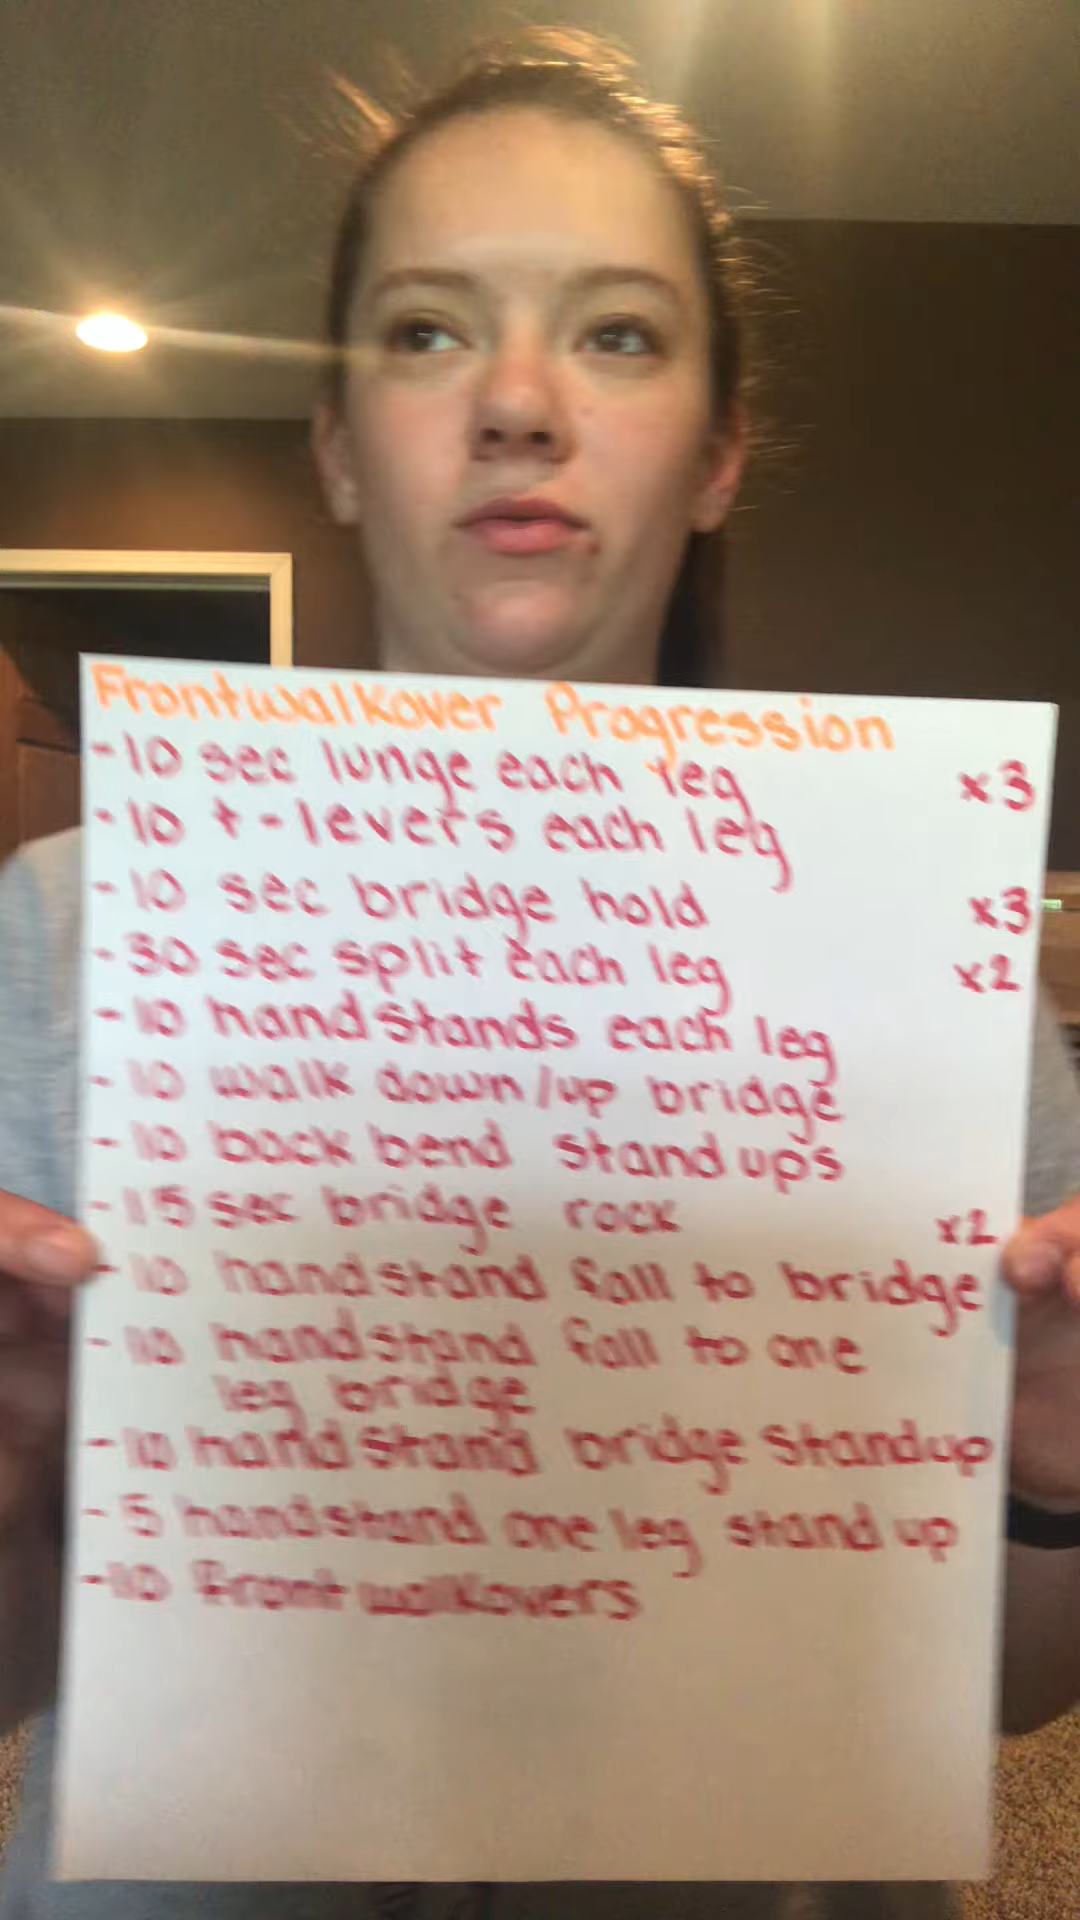 Frontwalkover Progression
-10 sec lunge each leg x3
-10 t-levers each leg
-10 sec bridge hold x3
-30 sec split each leg x2
-10 handstands each leg
-10 walk down/up bridge
-10 back bend stand ups
-15 sec bridge rock x2
-10 handstand fall to bridge
-10 handstand fall to one
leg bridge
-10 handstand bridge standup
-5 handstand one leg stand up
-10 front walkovers